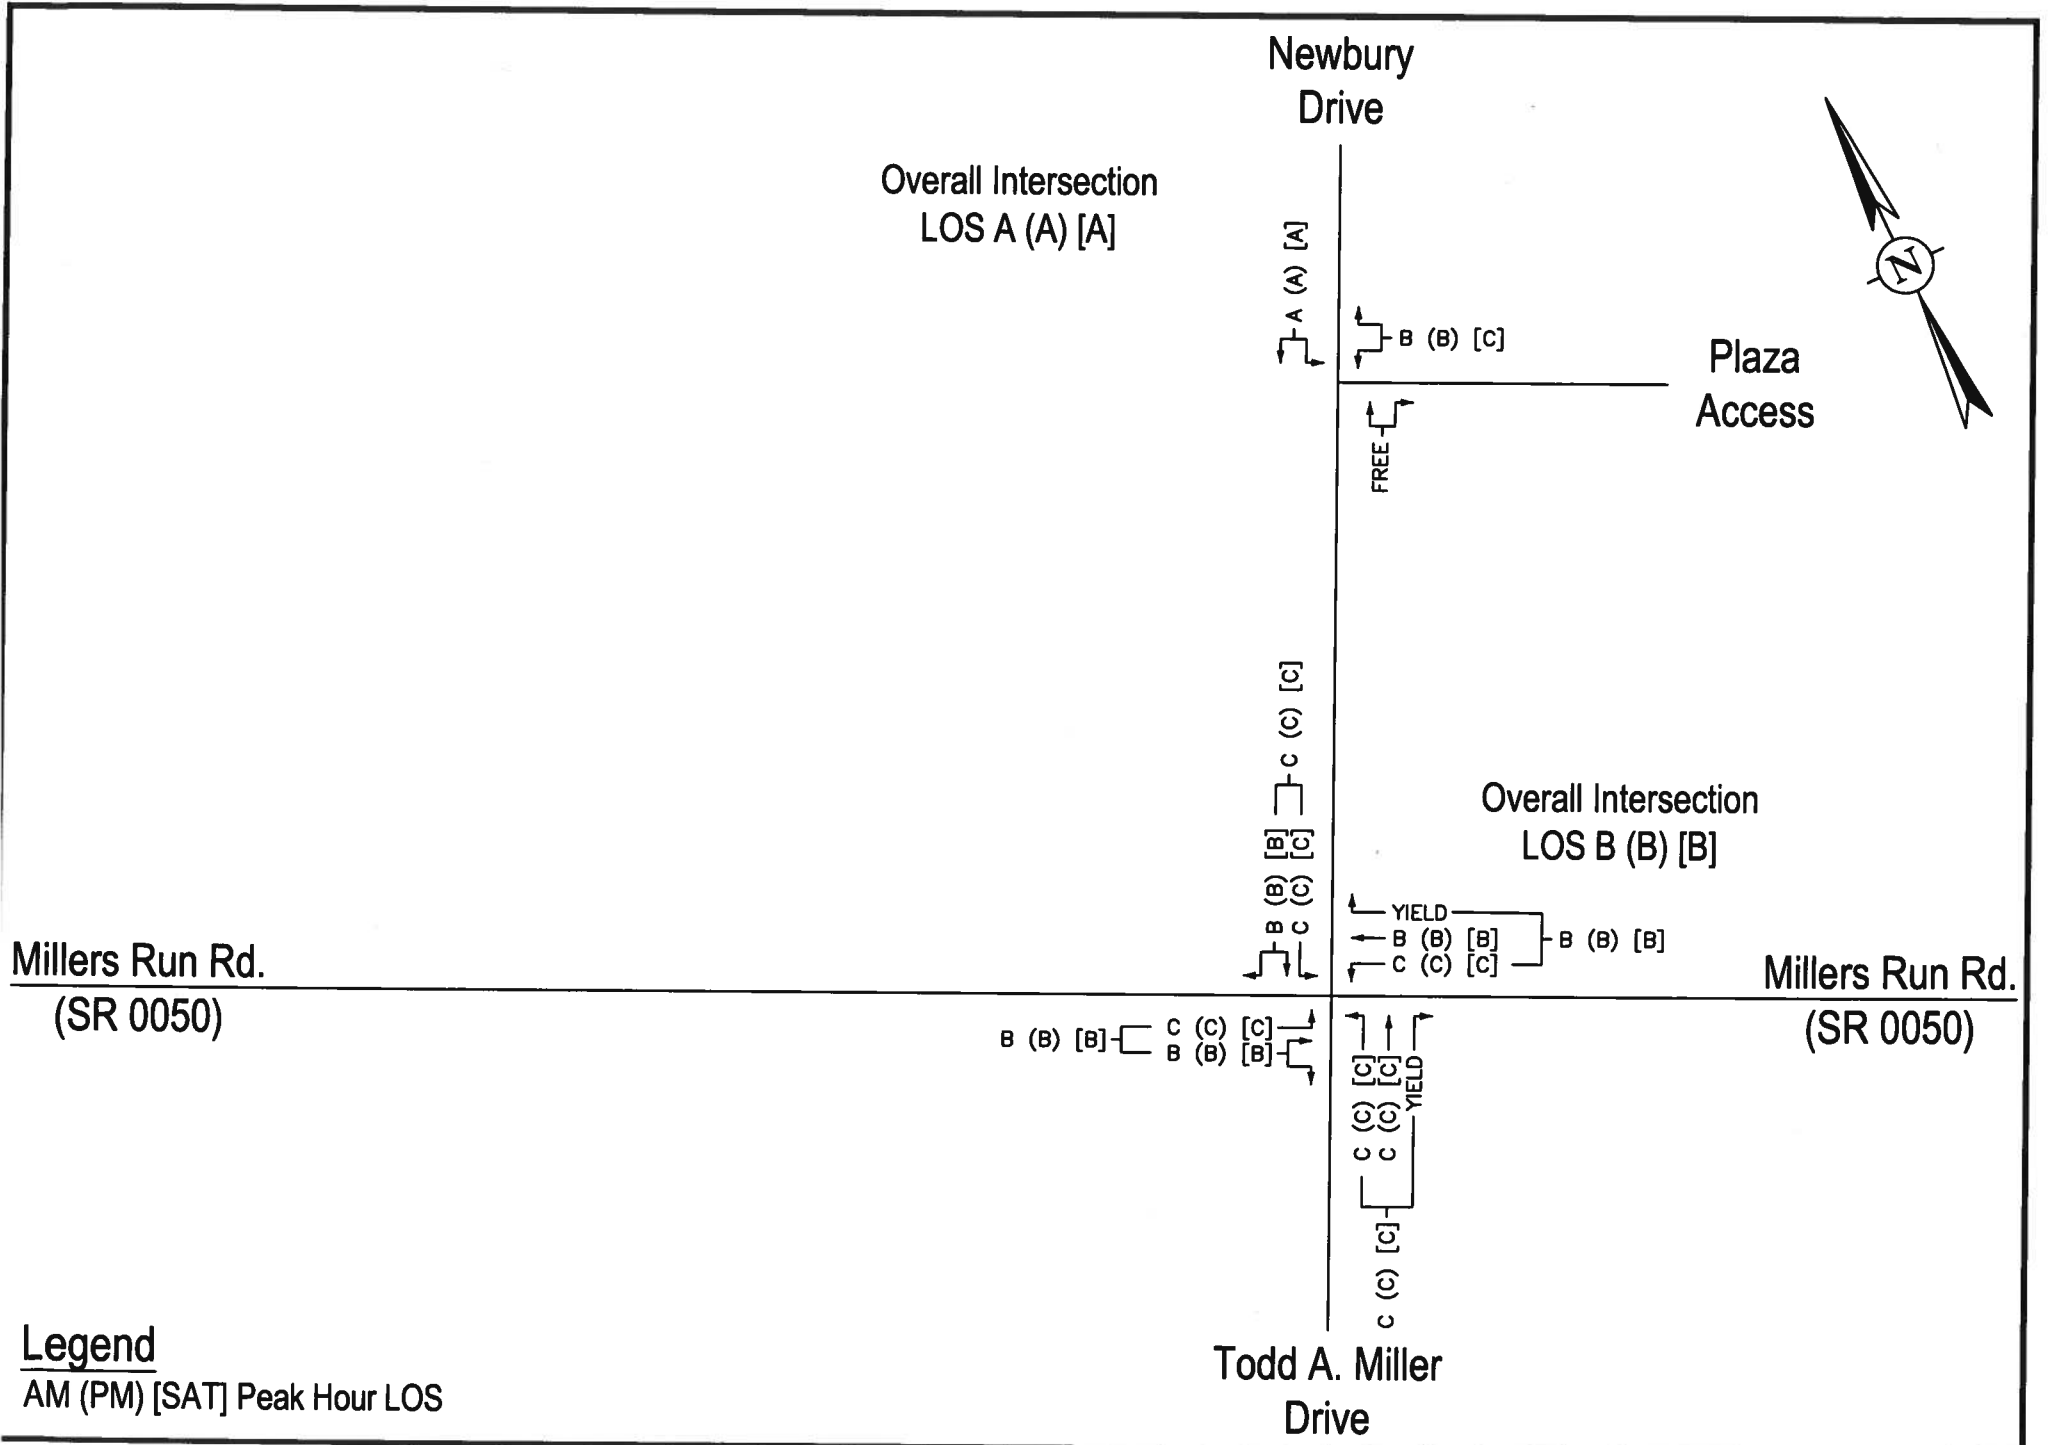 Newbury
Drive
Overall Intersection
LOS A (A) [A]
A (A) [A]
N
B (B) [C]
Plaza
Access
FREE
C (C) [C]
Overall Intersection
LOS B (B) [B]
B (B) [B]
C (C) [C]
YIELD
B (B) [B]
C (C) [C]
B (B) [B]
Millers Run Rd.
(SR 0050)
Millers Run Rd.
(SR 0050)
B (B) [B]
C (C) [C]
B (B) [B]
C (C) [C]
C (C) [C]
YIELD
C (C) [C]
Todd A. Miller
Drive
Legend
AM (PM) [SAT] Peak Hour LOS